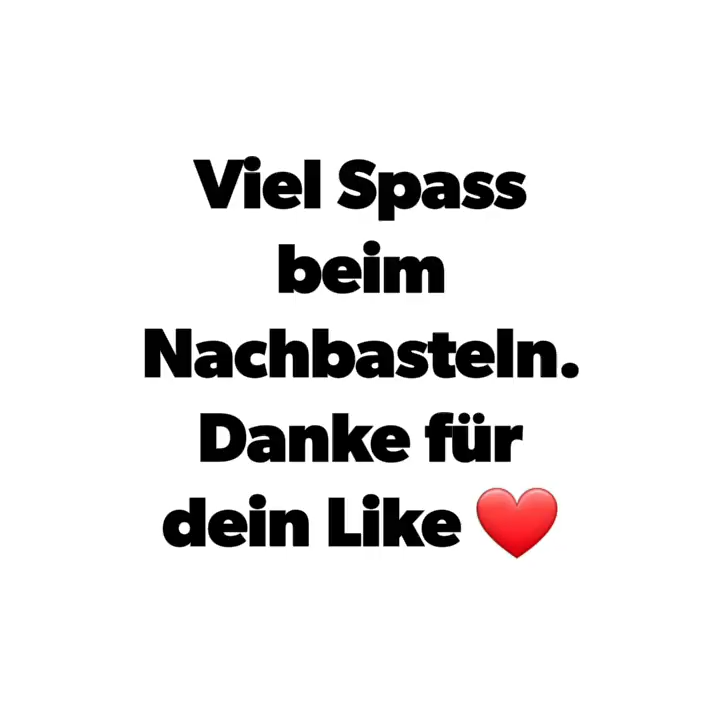 Viel Spass
beim
Nachbasteln.
Danke für
dein Like ❤️